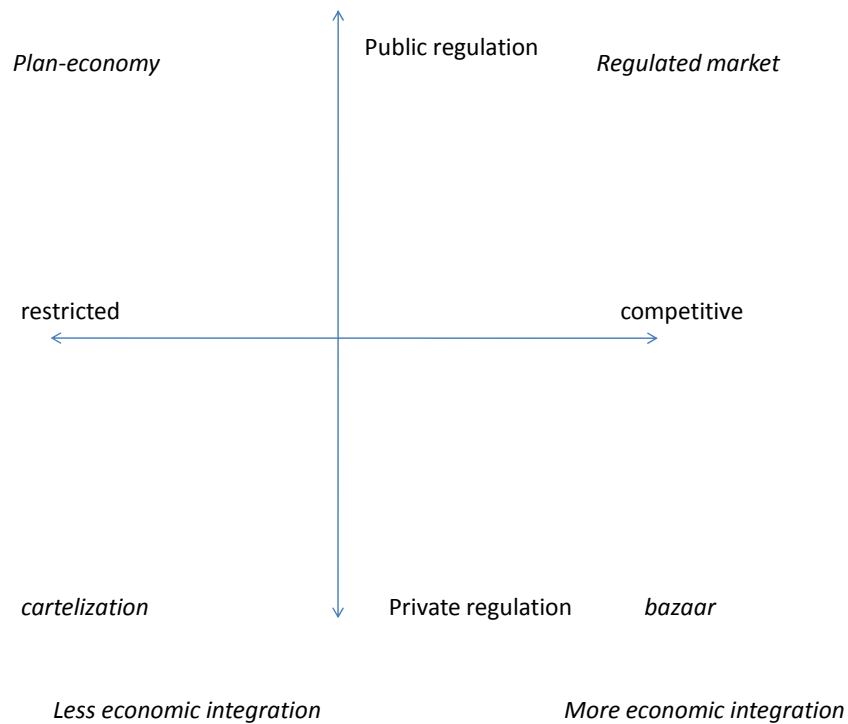 Public regulation
Plan-economy
Regulated market
restricted
competitive
cartelization
Private regulation
bazaar
Less economic integration
More economic integration